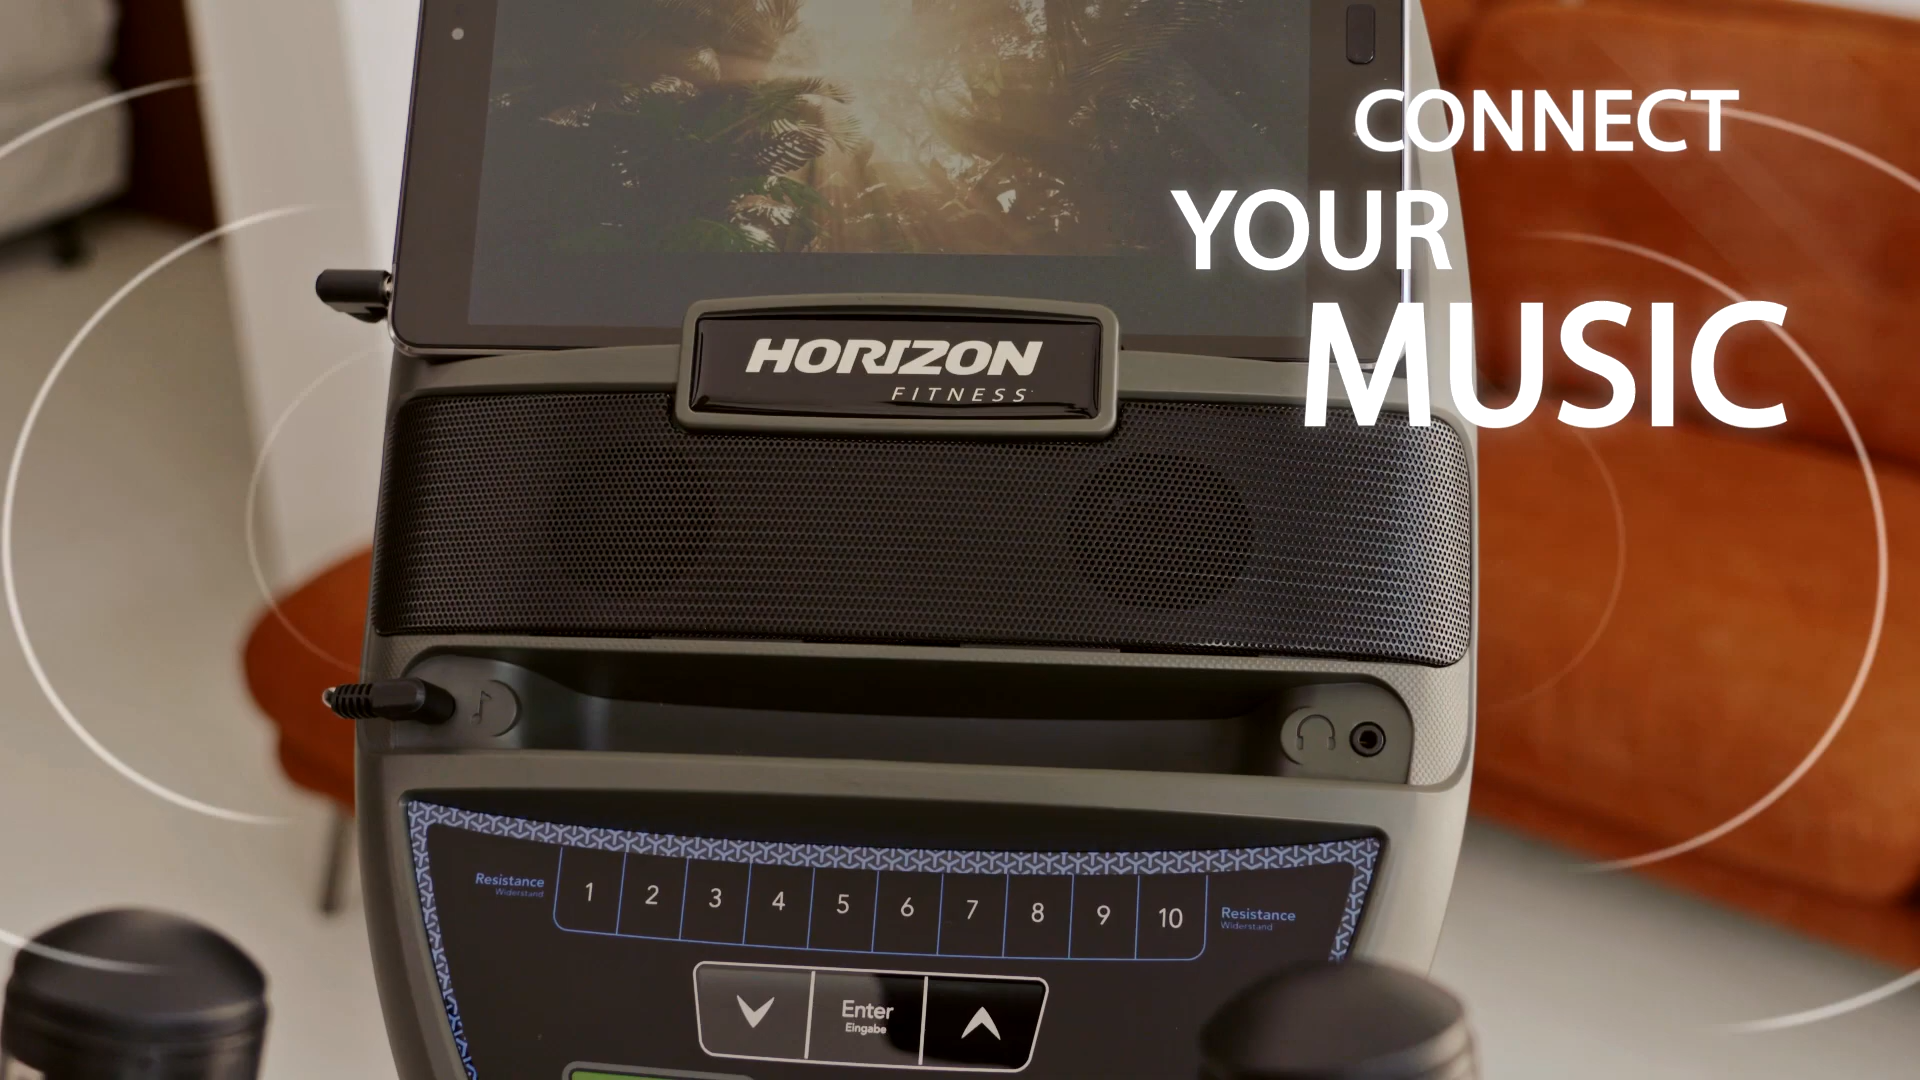 CONNECT
YOUR
MUSIC
HORIZON
FITNESS
Resistance
Widerstand
1 2 3 4 5 6 7 8 9 10
Resistance
Widerstand
Enter
Eingabe